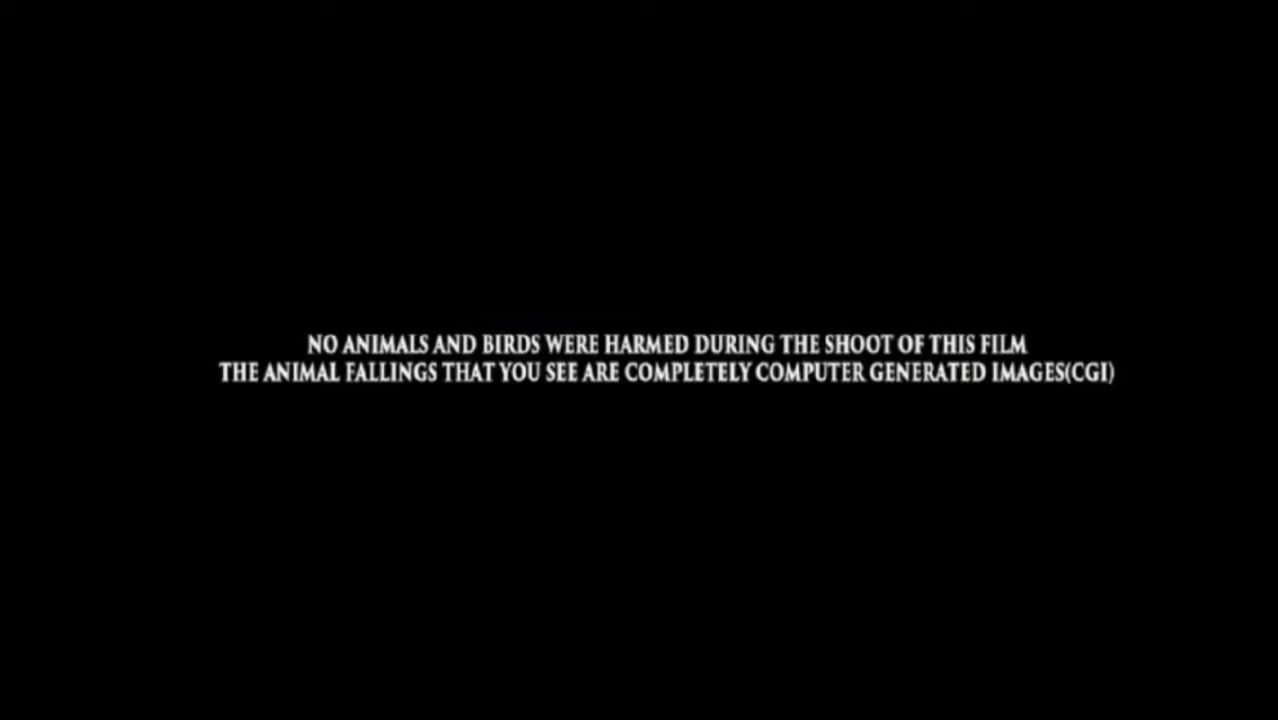 NO ANIMALS AND BIRDS WERE HARMED DURING THE SHOOT OF THIS FILM
THE ANIMAL FALLINGS THAT YOU SEE ARE COMPLETELY COMPUTER GENERATED IMAGES(CGI)